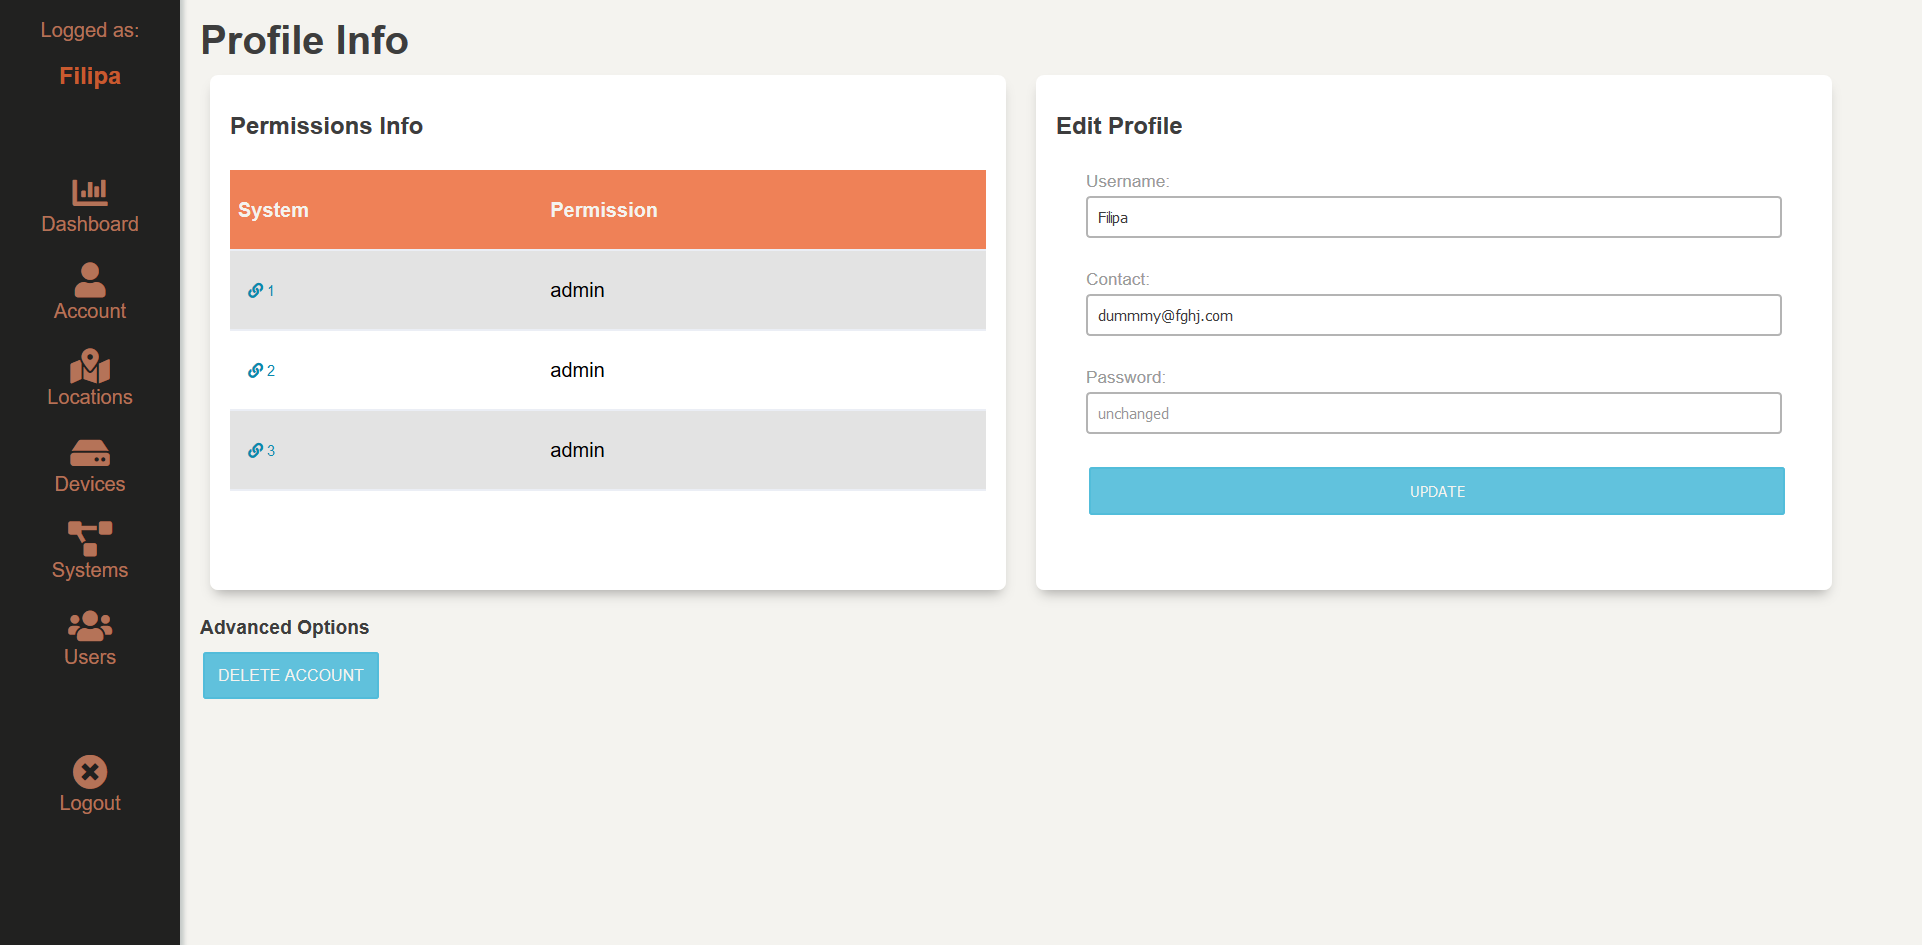 Logged as:
Filipa
Dashboard
Account
Locations
Devices
Systems
Users
Logout
Profile Info
Permissions Info
System Permission
1 admin
2 admin
3 admin
Edit Profile
Username:
Filipa
Contact:
dummmy@fghj.com
Password:
unchanged
UPDATE
Advanced Options
DELETE ACCOUNT